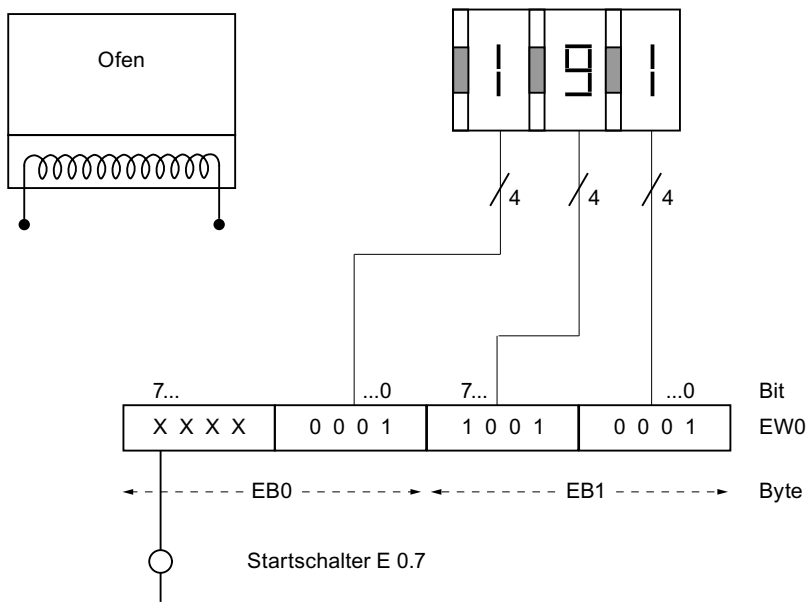 Ofen
1 9 1
4 4 4
7... ...0 7... ...0 Bit
X X X X 0 0 0 1 1 0 0 1 0 0 0 1 EW0
EB0 EB1 Byte
Startschalter E 0.7